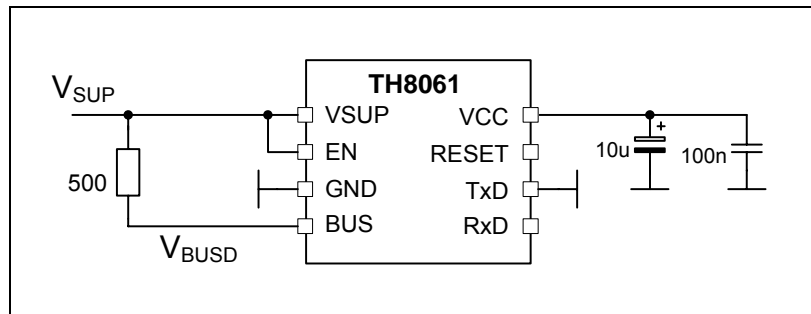 TH8061
VSUP
VSUP
VCC
EN
RESET
10u
+
100n
500
GND
TxD
BUS
RxD
VBUSD